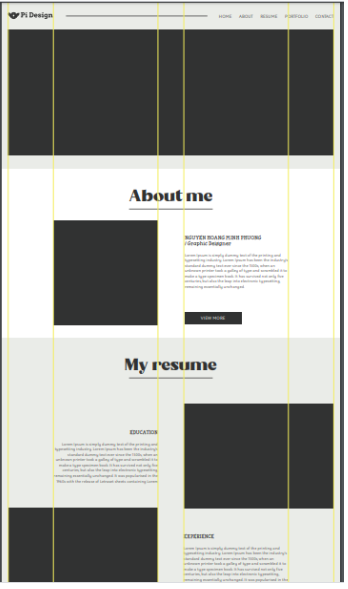 Pi Design
HOME ABOUT RESUME PORTFOLIO CONTACT
About me
NGUYEN HOANG MINH PHUONG
/Graphic Designer
Lorem Ipsum is simply dummy text of the printing and
typesetting industry. Lorem Ipsum has been the industry's
standard dummy text ever since the 1500s, when an
unknown printer took a galley of type and scrambled it to
make a type specimen book. It has survived not only five
centuries, but also the leap into electronic typesetting,
remaining essentially unchanged
VIEW MORE
My resume
EDUCATION
Lorem Ipsum is simply dummy text of the printing and
typesetting industry. Lorem Ipsum has been the industry's
standard dummy text ever since the 1500s, when an
unknown printer took a galley of type and scrambled it to
make a type specimen book. It has survived not only five
centuries, but also the leap into electronic typesetting,
remaining essentially unchanged. It was popularised in the
1960s with the release of Letraset sheets containing Lorem
EXPERIENCE
Lorem Ipsum is simply dummy text of the printing and
typesetting industry. Lorem Ipsum has been the industry's
standard dummy text ever since the 1500s, when an
unknown printer took a galley of type and scrambled it to
make a type specimen book. It has survived not only five
centuries, but also the leap into electronic typesetting,
remaining essentially unchanged. It was popularised in the